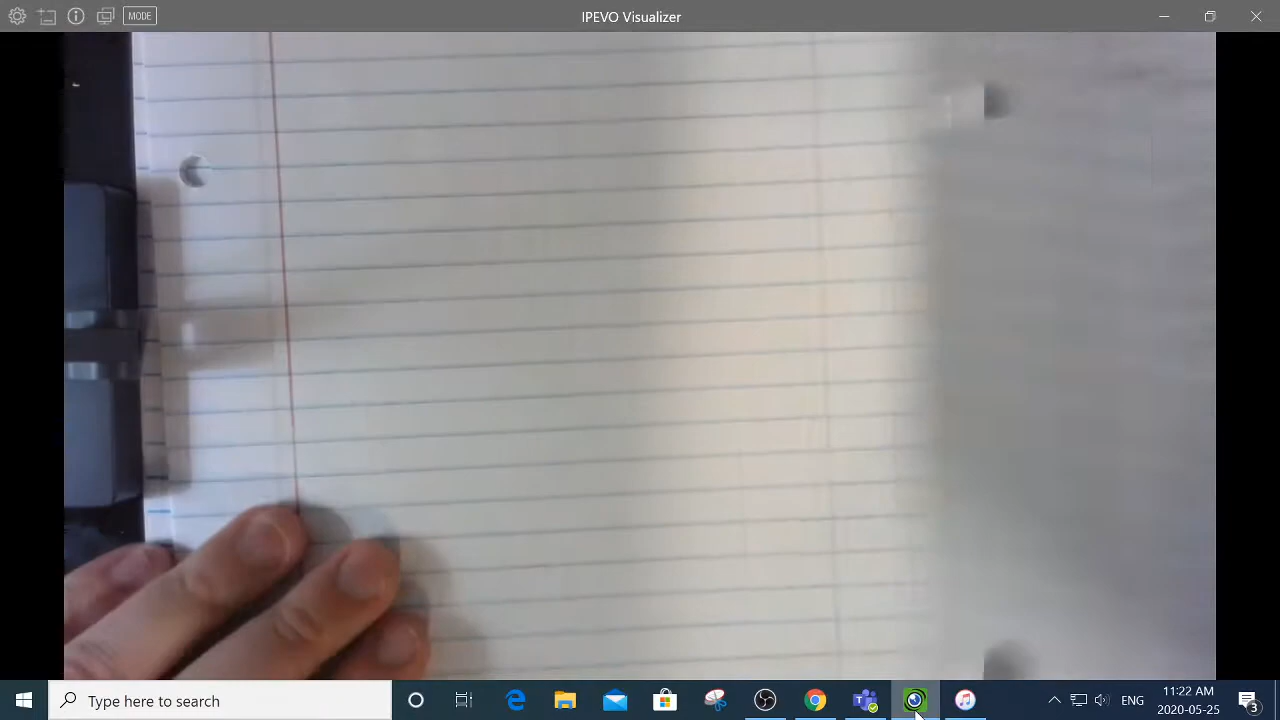 MODE
IPEVO Visualizer
Type here to search
ENG
11:22 AM
2020-05-25
3